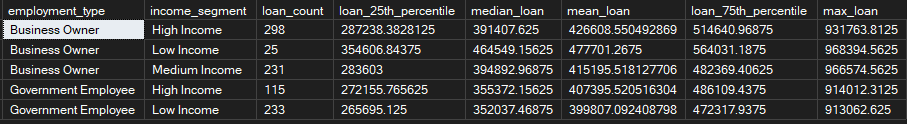 employment_type income_segment loan_count loan_25th_percentile median_loan mean_loan loan_75th_percentile max_loan
Business Owner High Income 298 287238.3828125 391407.625 426608.550492869 514640.96875 931763.8125
Business Owner Low Income 25 354606.84375 464549.15625 477701.2675 564031.1875 968394.5625
Business Owner Medium Income 231 283603 394892.96875 415195.518127706 482369.40625 966574.5625
Government Employee High Income 115 272155.765625 355372.15625 407395.520516304 486109.4375 914012.3125
Government Employee Low Income 233 265695.125 352037.46875 399807.092408798 472317.9375 913062.625